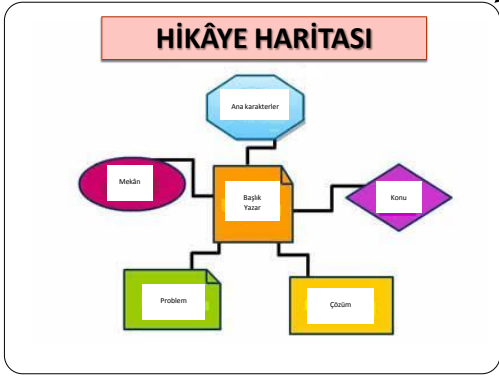 HİKÂYE HARİTASI
Ana karakterler
Mekân
Başlık
Yazar
Konu
Problem
Çözüm